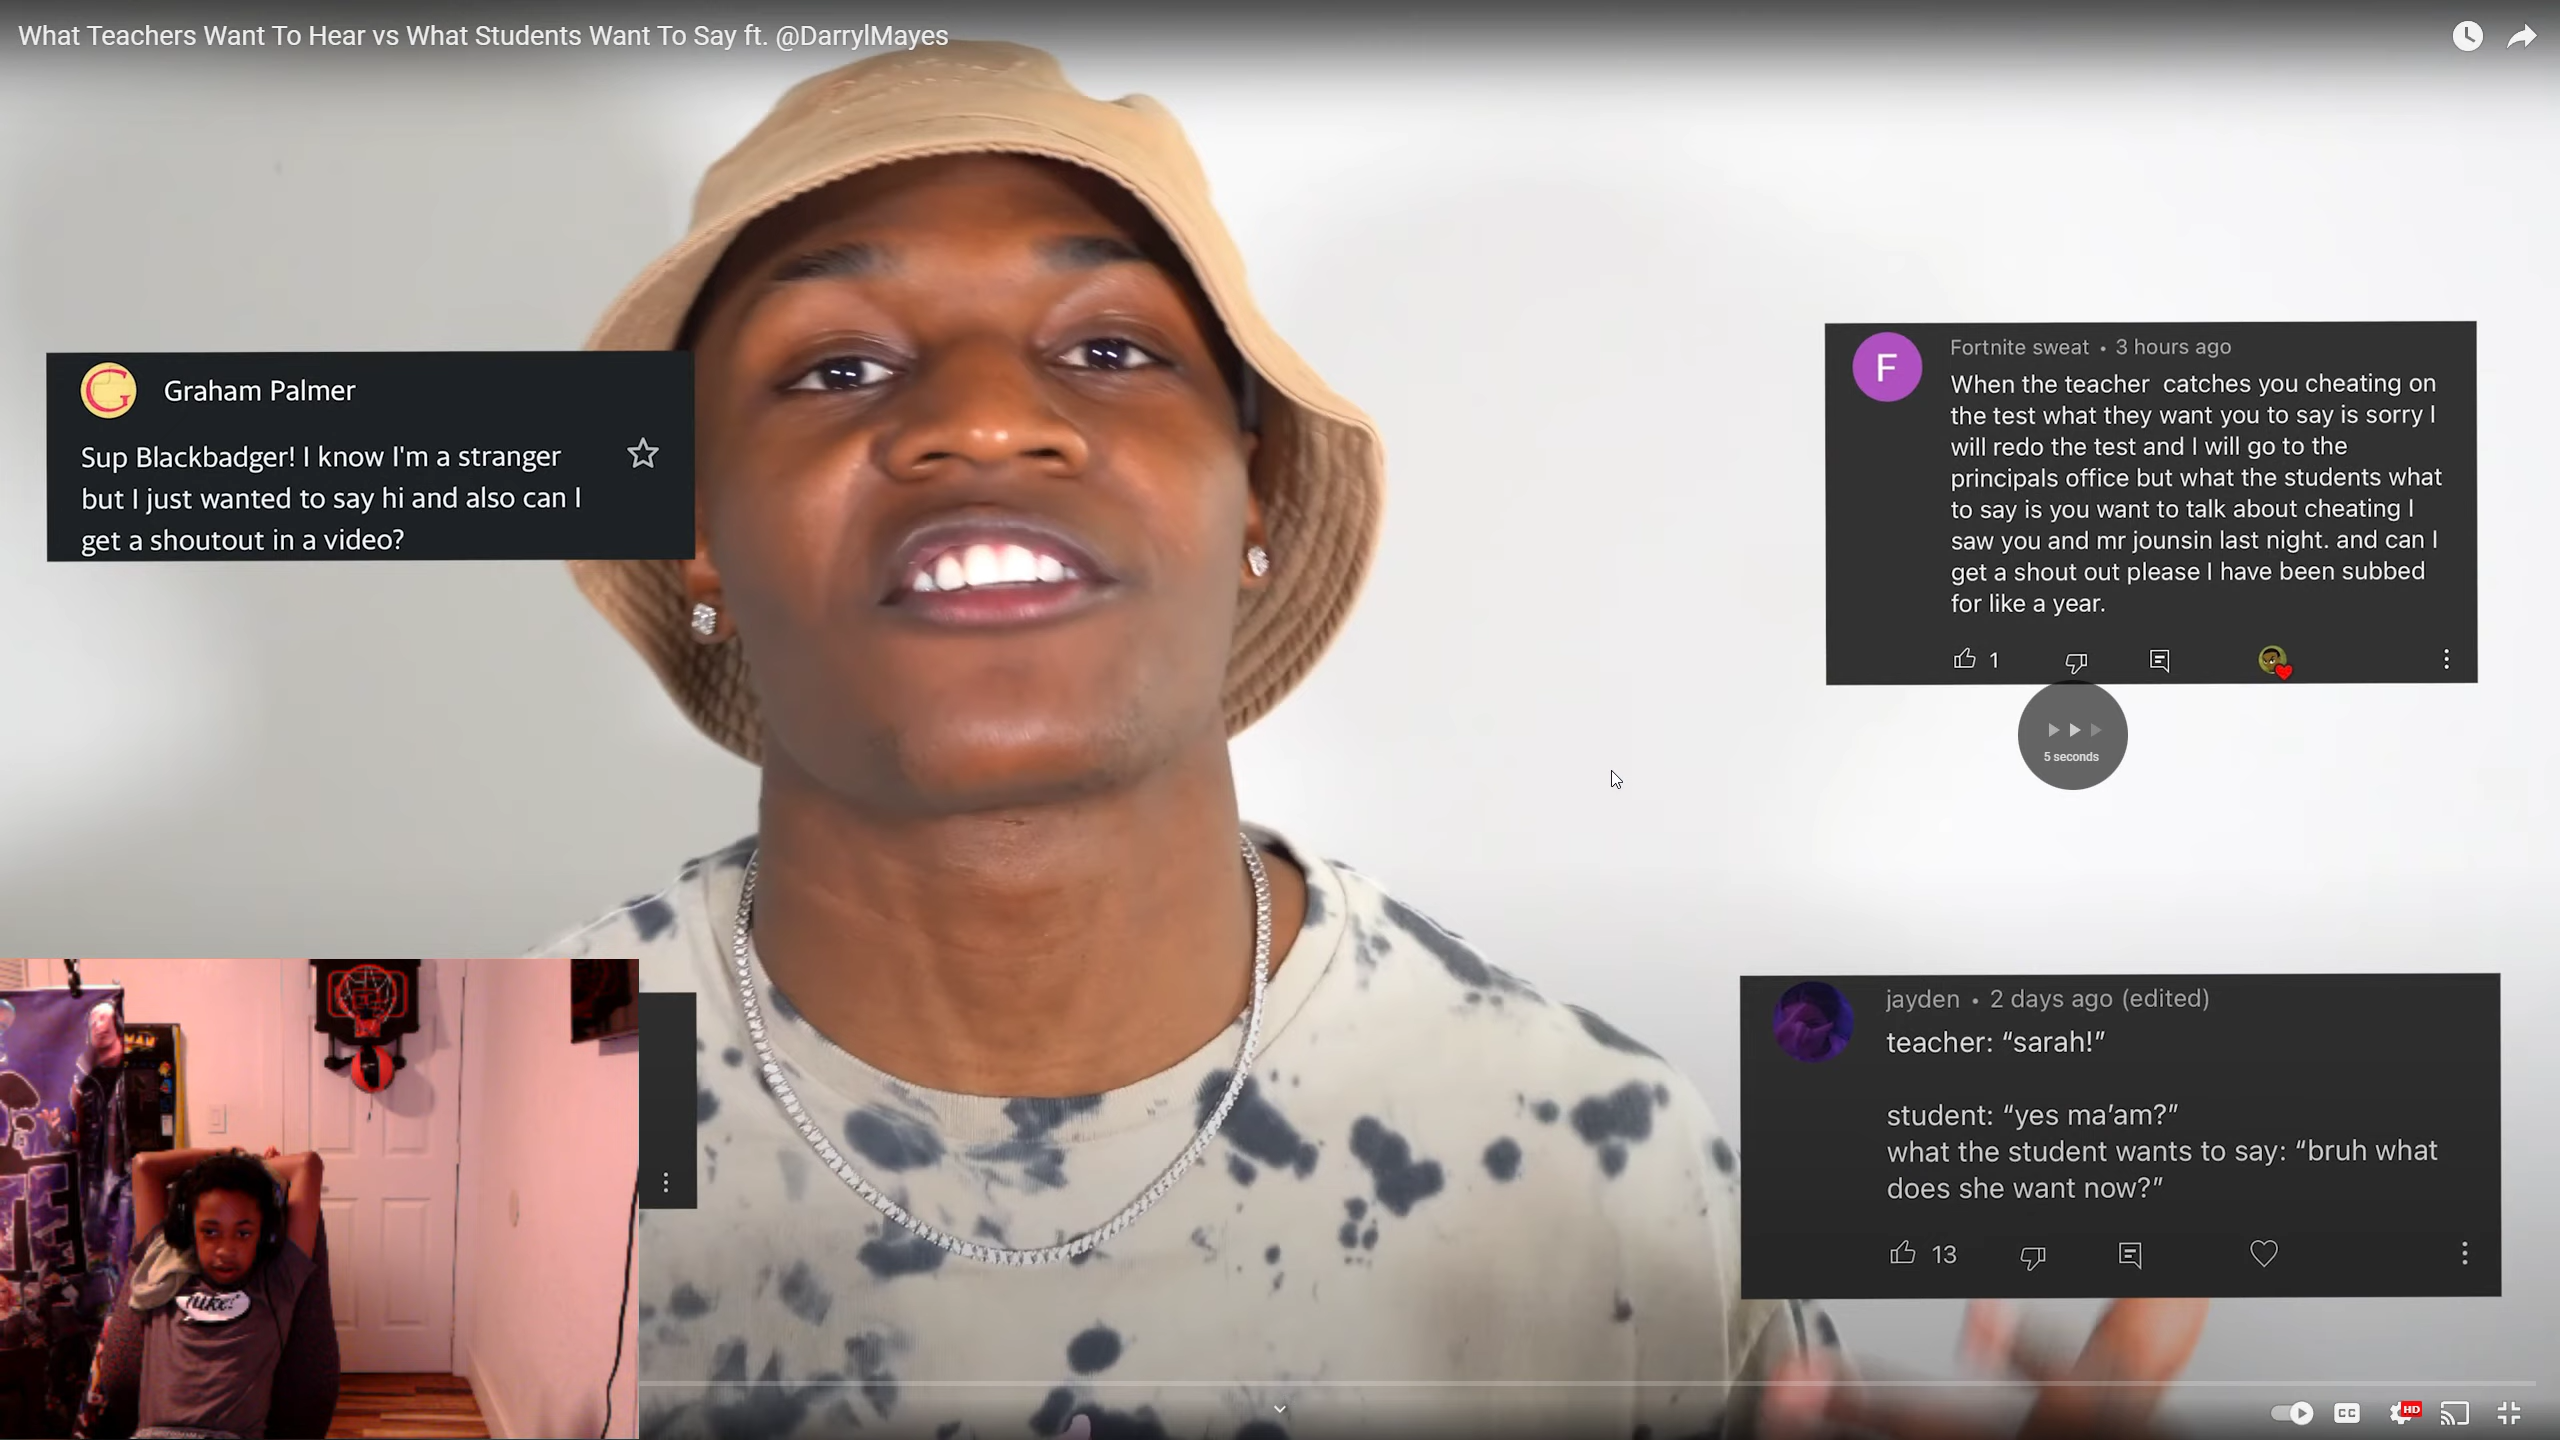 What Teachers Want To Hear vs What Students Want To Say ft. @DarrylMayes
G
Graham Palmer
Sup Blackbadger! I know I'm a stranger
but I just wanted to say hi and also can I
get a shoutout in a video?
F
Fortnite sweat • 3 hours ago
When the teacher catches you cheating on
the test what they want you to say is sorry I
will redo the test and I will go to the
principals office but what the students what
to say is you want to talk about cheating I
saw you and mr jounsin last night. and can I
get a shout out please I have been subbed
for like a year.
1
5 seconds
jayden • 2 days ago (edited)
teacher: “sarah!”
student: “yes ma’am?”
what the student wants to say: “bruh what
does she want now?”
13
CC
HD